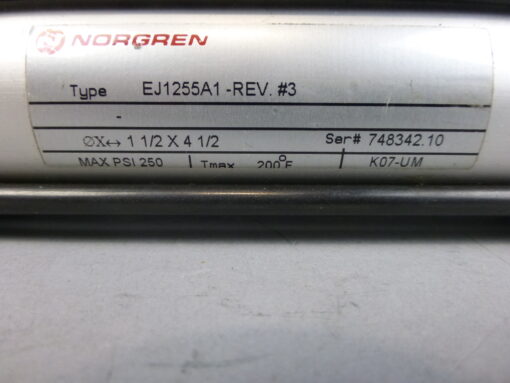 NORGREN
Type EJ1255A1 -REV. #3
-
ØX↔ 1 1/2 X 4 1/2 Ser# 748342.10
MAX PSI 250 Tmax 200°F K07-UM